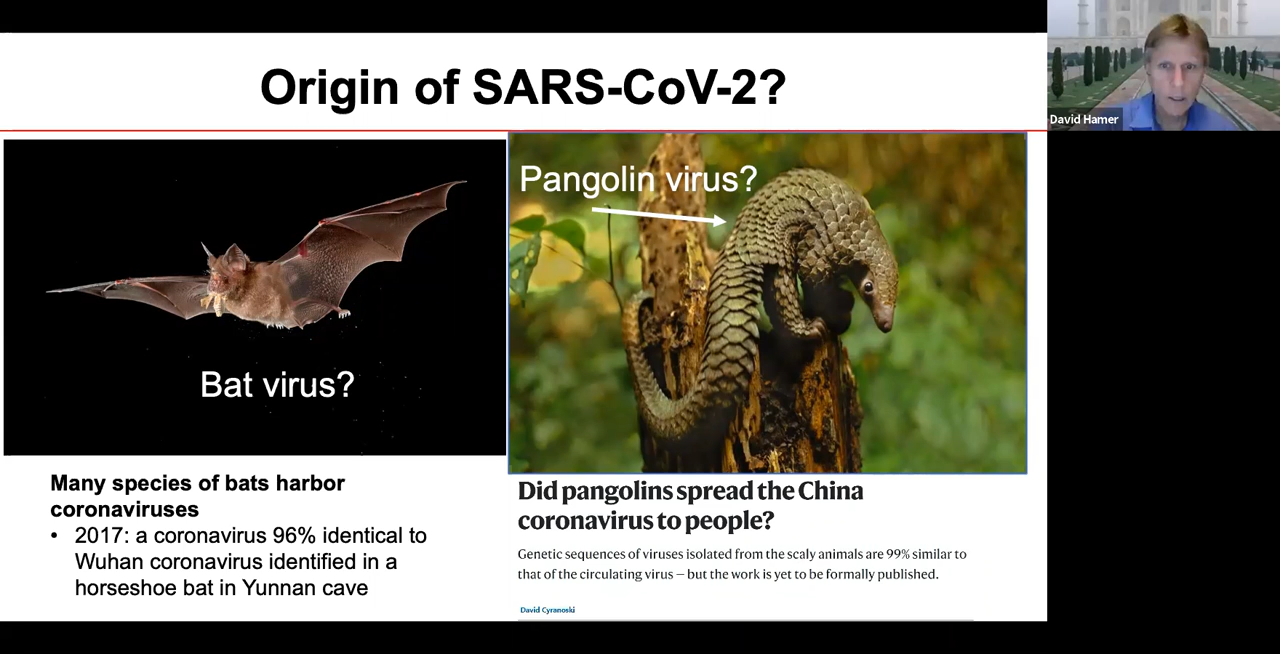 Origin of SARS-CoV-2?
David Hamer
Pangolin virus?
Bat virus?
Many species of bats harbor
coronaviruses
• 2017: a coronavirus 96% identical to
Wuhan coronavirus identified in a
horseshoe bat in Yunnan cave
Did pangolins spread the China
coronavirus to people?
Genetic sequences of viruses isolated from the scaly animals are 99% similar to
that of the circulating virus — but the work is yet to be formally published.
David Cyranoski